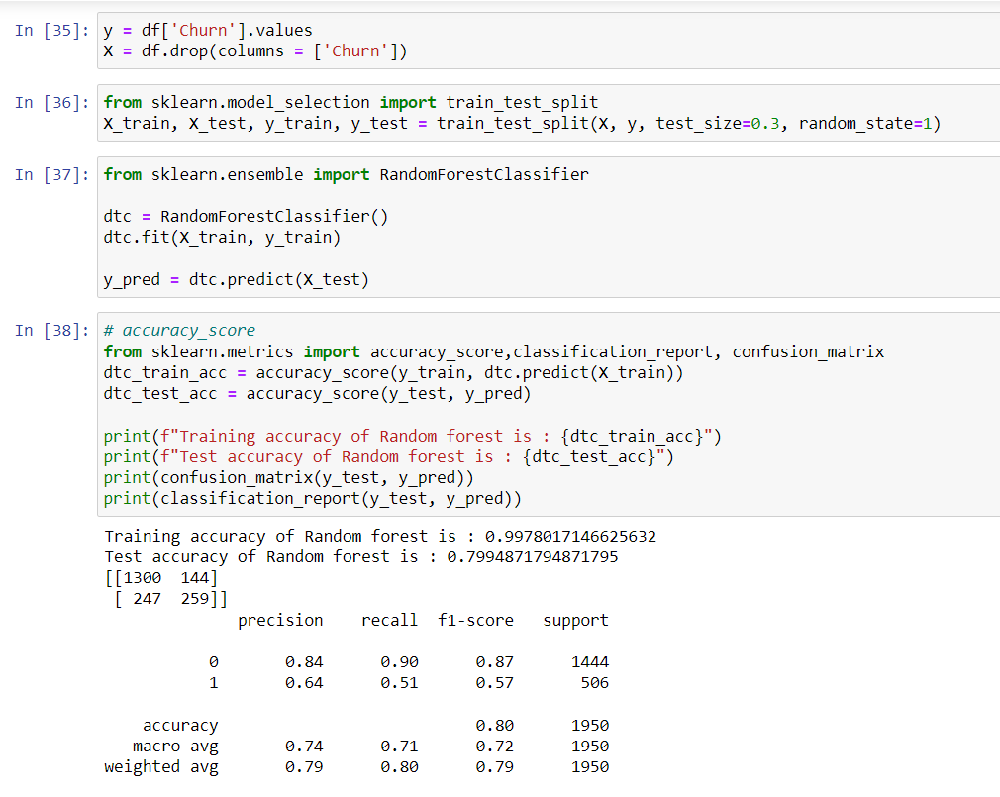 In [35]: y = df['Churn'].values
X = df.drop(columns = ['Churn'])
In [36]: from sklearn.model_selection import train_test_split
X_train, X_test, y_train, y_test = train_test_split(X, y, test_size=0.3, random_state=1)
In [37]: from sklearn.ensemble import RandomForestClassifier
dtc = RandomForestClassifier()
dtc.fit(X_train, y_train)
y_pred = dtc.predict(X_test)
In [38]: # accuracy_score
from sklearn.metrics import accuracy_score,classification_report, confusion_matrix
dtc_train_acc = accuracy_score(y_train, dtc.predict(X_train))
dtc_test_acc = accuracy_score(y_test, y_pred)
print(f"Training accuracy of Random forest is : {dtc_train_acc}")
print(f"Test accuracy of Random forest is : {dtc_test_acc}")
print(confusion_matrix(y_test, y_pred))
print(classification_report(y_test, y_pred))
Training accuracy of Random forest is : 0.9978017146625632
Test accuracy of Random forest is : 0.7994871794871795
[[1300 144]
[ 247 259]]
precision recall f1-score support
0 0.84 0.90 0.87 1444
1 0.64 0.51 0.57 506
accuracy 0.80 1950
macro avg 0.74 0.71 0.72 1950
weighted avg 0.79 0.80 0.79 1950